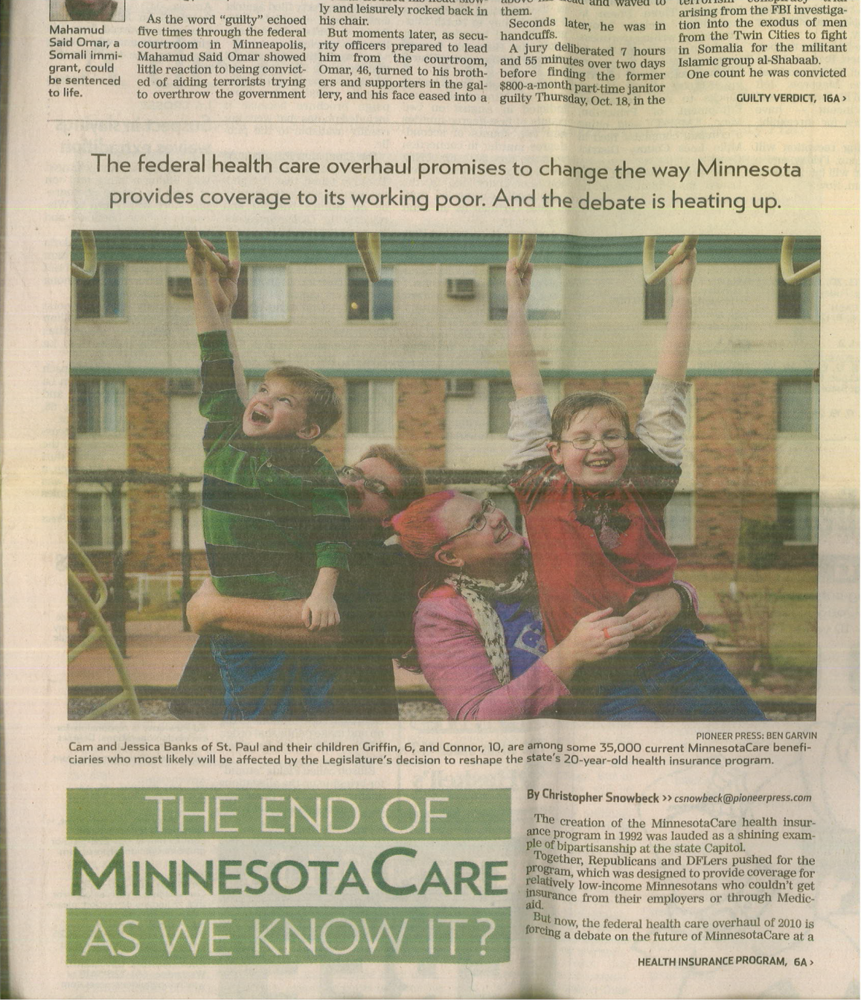 Mahamud
Said Omar, a
Somali immi-
grant, could
be sentenced
to life.
As the word “guilty” echoed
five times through the federal
courtroom in Minneapolis,
Mahamud Said Omar showed
little reaction to being convict-
ed of aiding terrorists trying
to overthrow the government
ly and leisurely rocked back in
his chair.
But moments later, as secu-
rity officers prepared to lead
him from the courtroom,
Omar, 46, turned to his broth-
ers and supporters in the gal-
lery, and his face eased into a
and waved to
them.
Seconds later, he was in
handcuffs.
A jury deliberated 7 hours
and 55 minutes over two days
before finding the former
$800-a-month part-time janitor
guilty Thursday, Oct. 18, in the
arising from the FBI investiga-
tion into the exodus of men
from the Twin Cities to fight
in Somalia for the militant
Islamic group al-Shabaab.
One count he was convicted
GUILTY VERDICT, 16A ›
The federal health care overhaul promises to change the way Minnesota
provides coverage to its working poor. And the debate is heating up.
PIONEER PRESS: BEN GARVIN
Cam and Jessica Banks of St. Paul and their children Griffin, 6, and Connor, 10, are among some 35,000 current MinnesotaCare benefi-
ciaries who most likely will be affected by the Legislature’s decision to reshape the state’s 20-year-old health insurance program.
THE END OF
MINNESOTACARE
AS WE KNOW IT?
By Christopher Snowbeck >> csnowbeck@pioneerpress.com
The creation of the MinnesotaCare health insur-
ance program in 1992 was lauded as a shining exam-
ple of bipartisanship at the state Capitol.
Together, Republicans and DFLers pushed for the
program, which was designed to provide coverage for
relatively low-income Minnesotans who couldn’t get
insurance from their employers or through Medic-
aid.
But now, the federal health care overhaul of 2010 is
forcing a debate on the future of MinnesotaCare at a
HEALTH INSURANCE PROGRAM, 6A ›